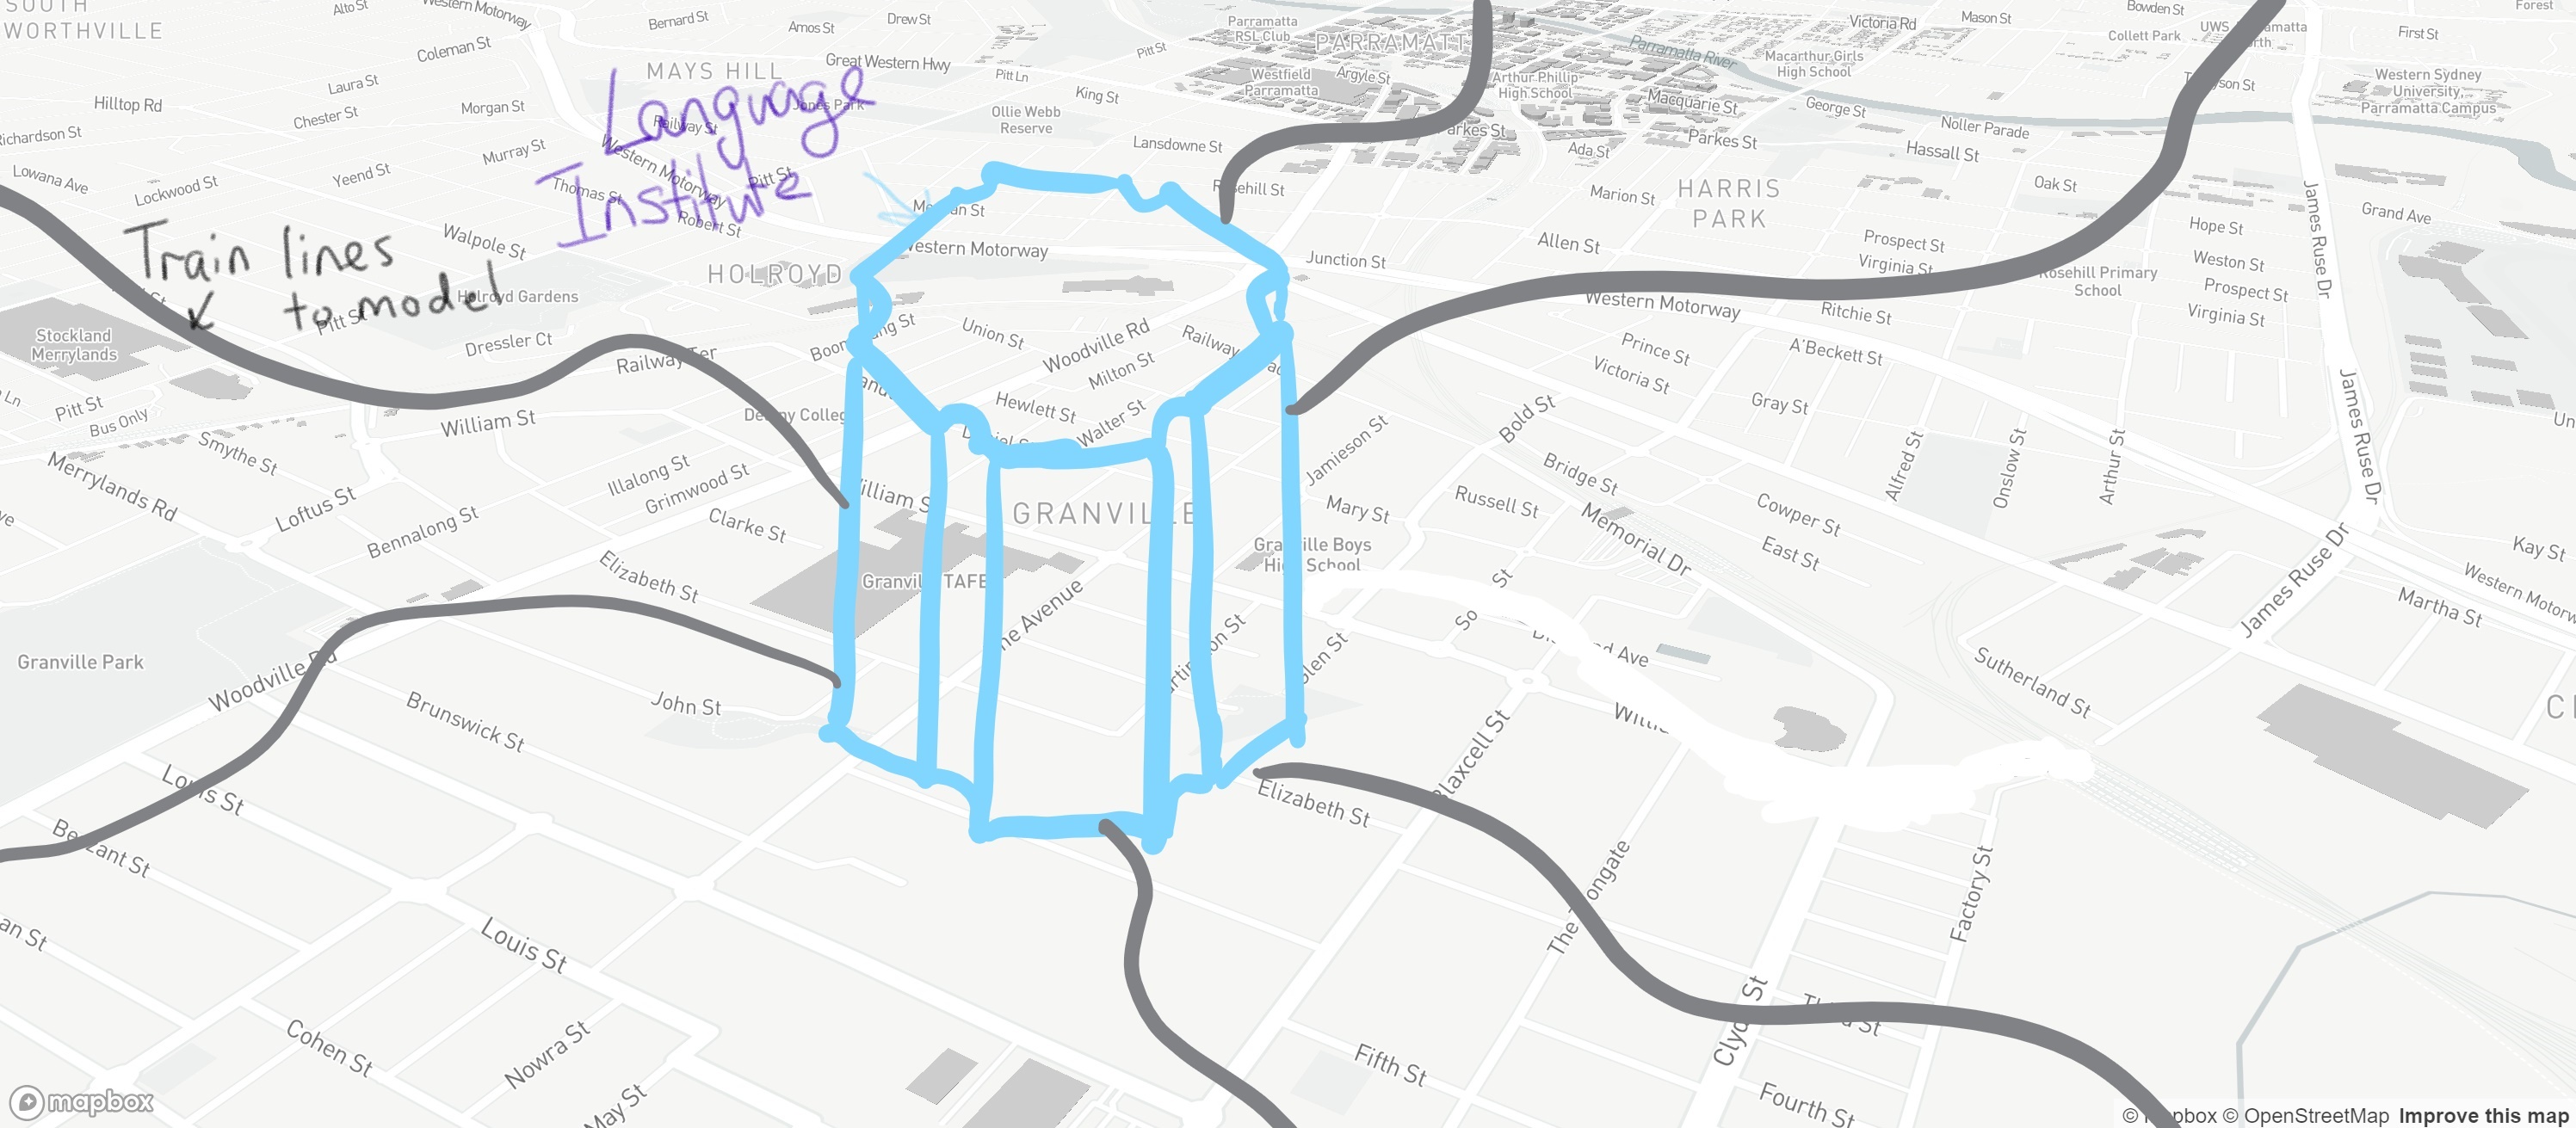 SOUTH
WORTHVILLE
Alto St
Western Motorway
Bernard St
Drew St
Amos St
Coleman St
MAYS HILL
Great Western Hwy
Laura St
Hilltop Rd
Morgan St
Chester St
Richardson St
Jones Park
Pitt Ln
Pitt St
King St
Ollie Webb
Reserve
Parramatta
RSL Club
PARRAMATT
Westfield
Parramatta
Argyle St
Arthur Phillip
High School
Parramatta River
Victoria Rd
Mason St
Macarthur Girls
High School
Bowden St
Collett Park
First St
Forest
Western Sydney
University,
Parramatta Campus
Macquarie St
George St
Noller Parade
Language
Institute
Railway St
Western Motorway
Murray St
Lowana Ave
Lockwood St
Yeend St
Thomas St
Pitt St
Robert St
Walpole St
Lansdowne St
Parkes St
Ada St
Parkes St
Hassall St
Marion St
HARRIS
PARK
Oak St
Hope St
Grand Ave
James Ruse Dr
Train lines
to model
Western Motorway
HOLROYD
Holroyd Gardens
Pitt St
Junction St
Allen St
Prospect St
Virginia St
Rosehill Primary
School
Weston St
Prospect St
Virginia St
Stockland
Merrylands
Dressler Ct
Railway Ter
Union St
Woodville Rd
Milton St
Railway
Western Motorway
Ritchie St
Prince St
A'Beckett St
Victoria St
Gray St
James Ruse Dr
Pitt St
Bus Only
William St
Smythe St
Hewlett St
Walter St
Jamieson St
Bold St
Bridge St
Alfred St
Onslow St
Arthur St
Merrylands Rd
Loftus St
Illalong St
Grimwood St
William S
GRANVILLE
Mary St
Russell St
Memorial Dr
Cowper St
East St
Kay St
Bennalong St
Clarke St
Granville Boys
High School
Elizabeth St
Granville TAFE
Avenue
James Ruse Dr
Martha St
Western Motorw
Granville Park
Woodville Rd
John St
Brunswick St
St
So
Ave
Glen St
Sutherland St
Louis St
Bezant St
Elizabeth St
Blaxcell St
The Trongate
Factory St
Louis St
Cohen St
Nowra St
May St
Fifth St
Clyde St
Third St
Fourth St
mapbox
© Mapbox © OpenStreetMap Improve this map